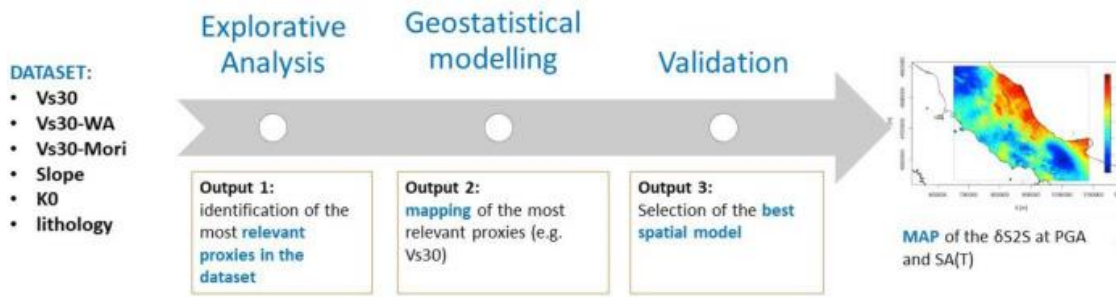 DATASET:
• Vs30
• Vs30-WA
• Vs30-Mori
• Slope
• K0
• lithology
Explorative
Analysis
Geostatistical
modelling
Validation
Output 1:
identification of the
most relevant
proxies in the
dataset
Output 2:
mapping of the most
relevant proxies (e.g.
Vs30)
Output 3:
Selection of the best
spatial model
MAP of the δS2S at PGA
and SA(T)